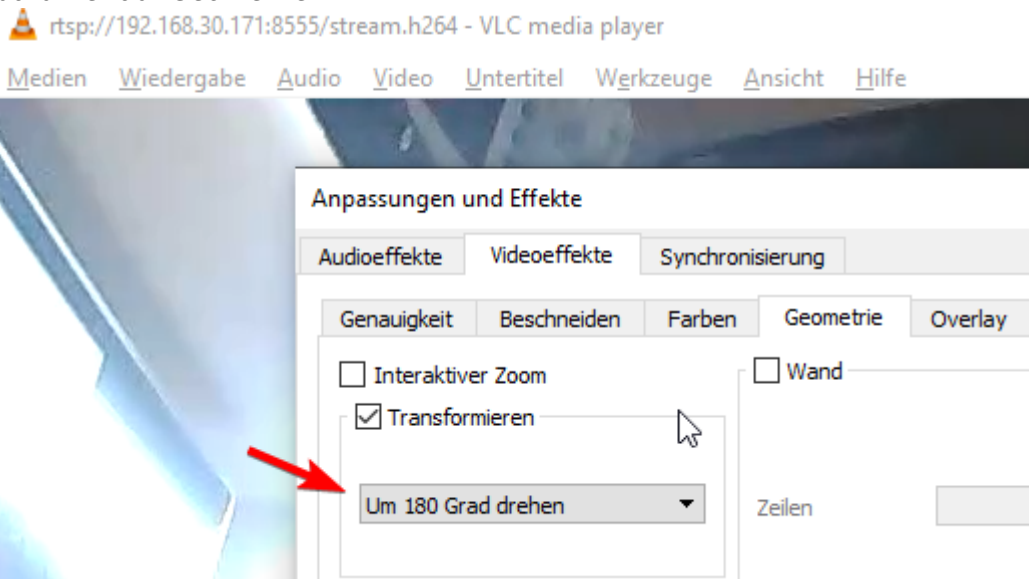 rtsp://192.168.30.171:8555/stream.h264 - VLC media player
Medien Wiedergabe Audio Video Untertitel Werkzeuge Ansicht Hilfe
Anpassungen und Effekte
Audioeffekte Videoeffekte Synchronisierung
Genauigkeit Beschneiden Farben Geometrie Overlay
Interaktiver Zoom Wand
Transformieren
Um 180 Grad drehen Zeilen